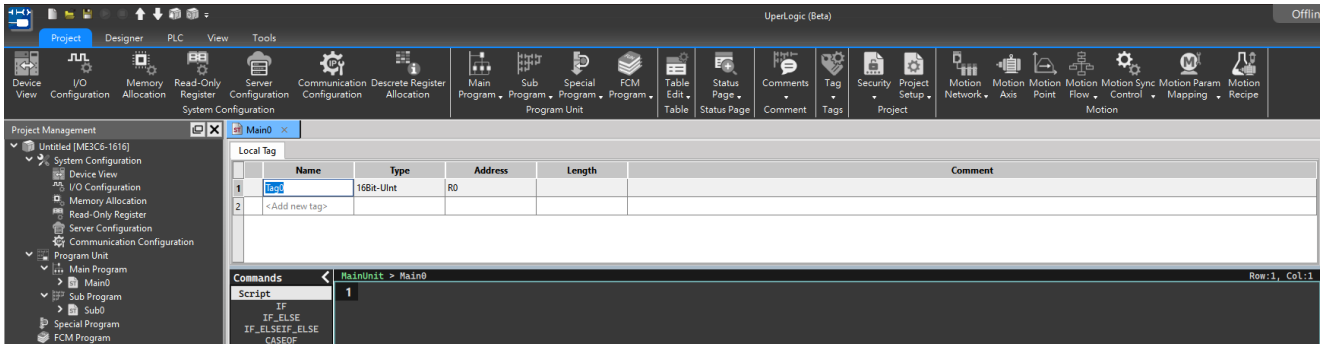 UperLogic (Beta)
Offlin
Project Designer PLC View Tools
Device View
I/O Configuration
Memory Allocation
Read-Only Register
Server Configuration
Communication Configuration
Descrete Register Allocation
System Configuration
Main Program
Sub Program
Special Program
FCM Program
Program Unit
Table Edit
Table
Status Page
Status Page
Comments
Comment
Tag
Tags
Security
Project Setup
Project
Motion Network
Motion Axis
Motion Point
Motion Flow
Motion Sync Control
Motion Param Mapping
Motion Recipe
Motion
Project Management
Untitled [ME3C6-1616]
System Configuration
Device View
I/O Configuration
Memory Allocation
Read-Only Register
Server Configuration
Communication Configuration
Program Unit
Main Program
ST Main0
Sub Program
ST Sub0
Special Program
FCM Program
ST Main0 ×
Local Tag
Name Type Address Length Comment
1 Tag0 16Bit-UInt R0
2 <Add new tag>
Commands
Script
IF
IF_ELSE
IF_ELSEIF_ELSE
CASEOF
MainUnit > Main0
Row:1, Col:1
1